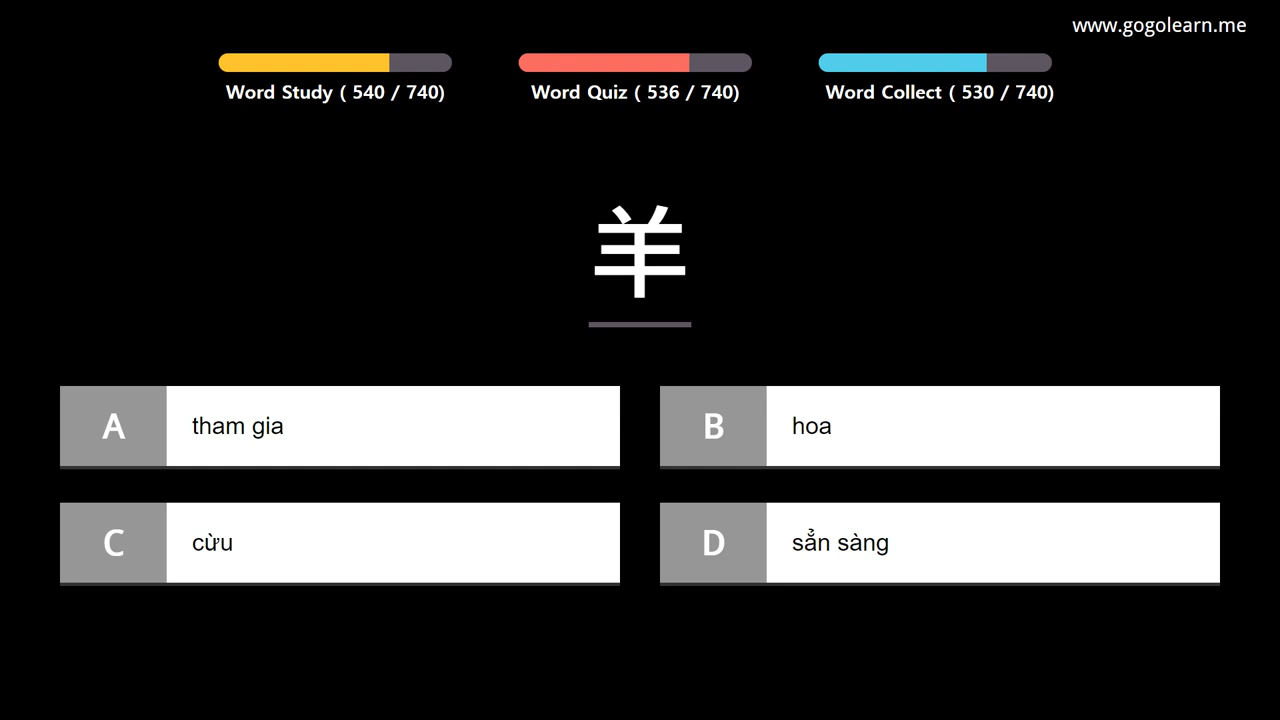 www.gogolearn.me
Word Study ( 540 / 740)
Word Quiz ( 536 / 740)
Word Collect ( 530 / 740)
羊
A tham gia
B hoa
C cừu
D sẳn sàng